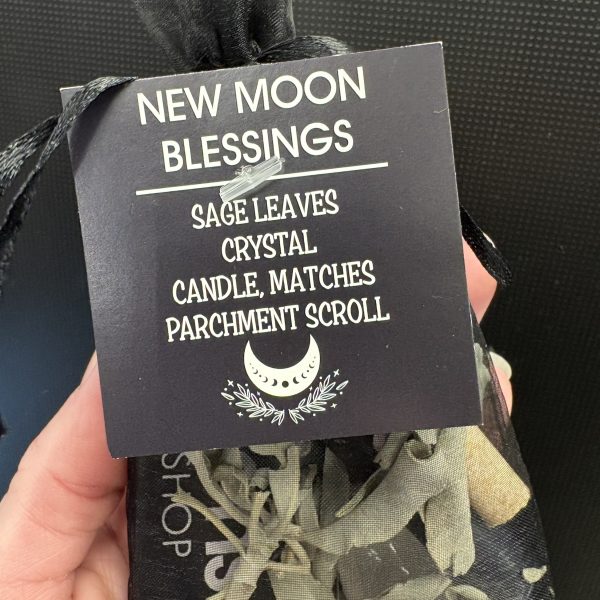 NEW MOON
BLESSINGS
SAGE LEAVES
CRYSTAL
CANDLE, MATCHES
PARCHMENT SCROLL
SHOP